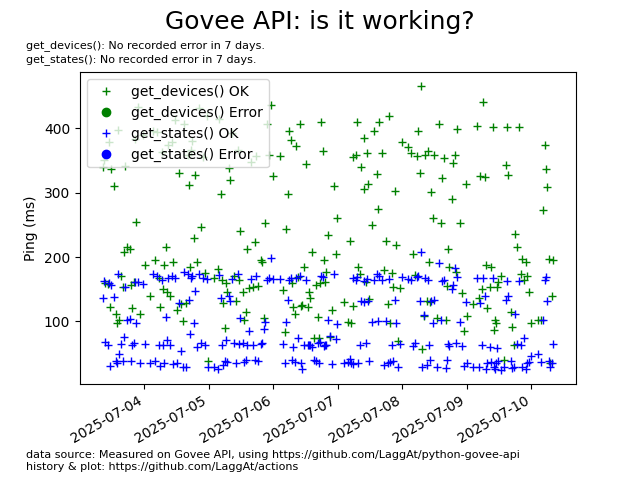 Govee API: is it working?
get_devices(): No recorded error in 7 days.
get_states(): No recorded error in 7 days.
get_devices() OK
get_devices() Error
get_states() OK
get_states() Error
Ping (ms)
400
300
200
100
2025-07-04
2025-07-05
2025-07-06
2025-07-07
2025-07-08
2025-07-09
2025-07-10
data source: Measured on Govee API, using https://github.com/LaggAt/python-govee-api
history & plot: https://github.com/LaggAt/actions